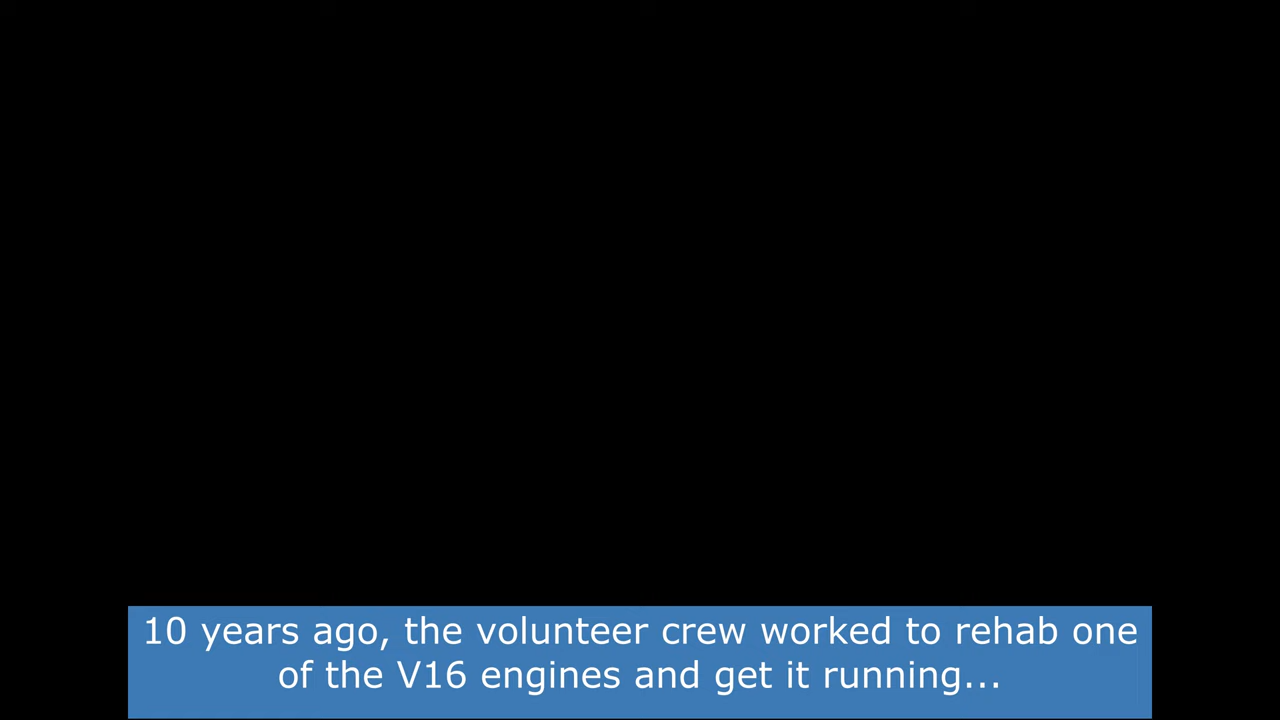 10 years ago, the volunteer crew worked to rehab one
of the V16 engines and get it running...